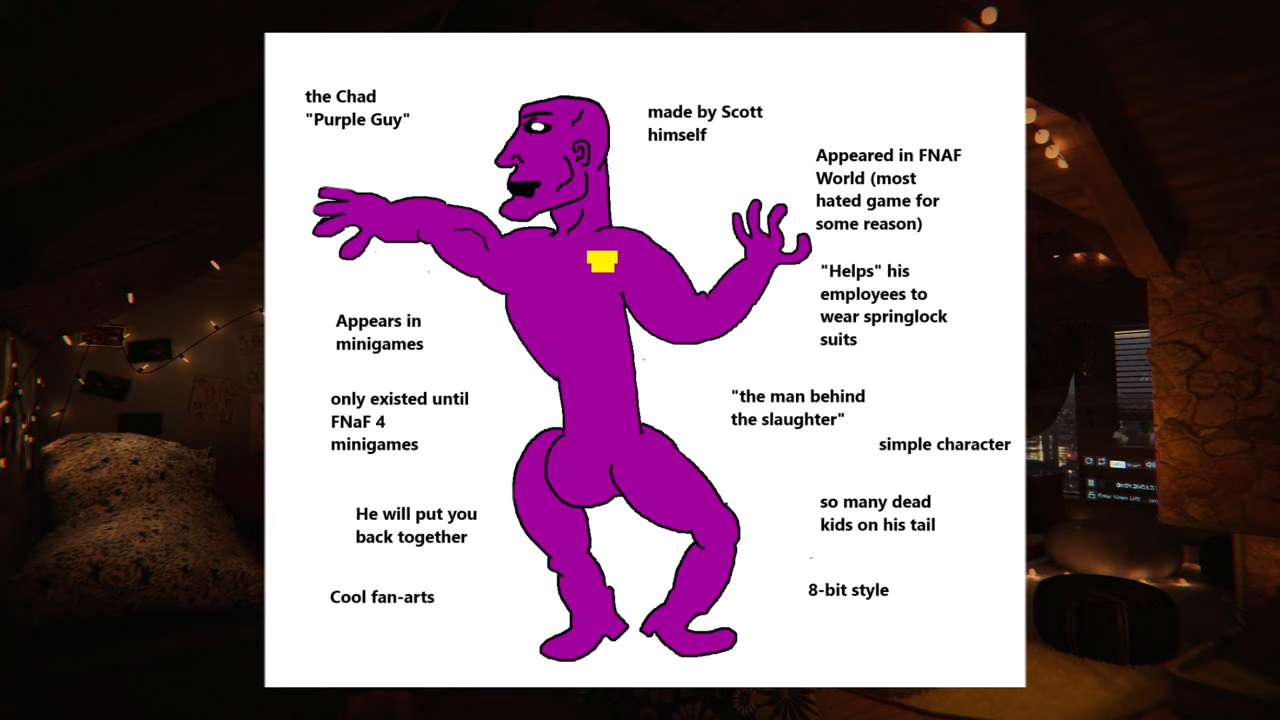 the Chad
"Purple Guy"
made by Scott
himself
Appeared in FNAF
World (most
hated game for
some reason)
"Helps" his
employees to
wear springlock
suits
Appears in
minigames
only existed until
FNaF 4
minigames
"the man behind
the slaughter"
simple character
so many dead
kids on his tail
He will put you
back together
Cool fan-arts
8-bit style